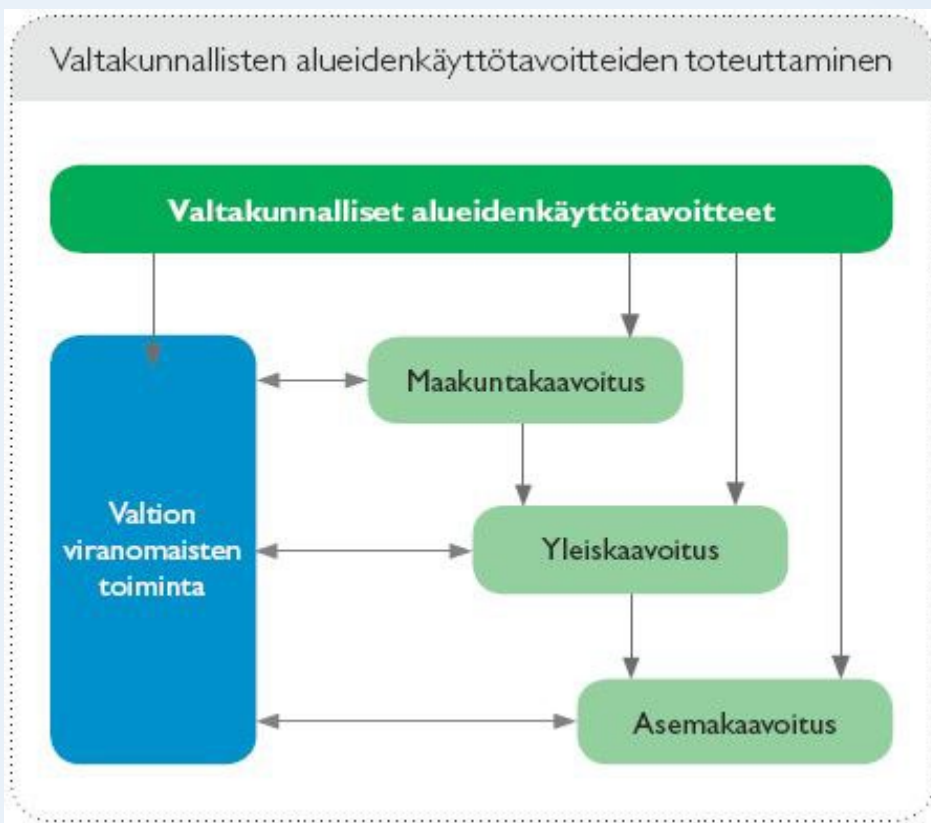 Valtakunnallisten alueidenkäyttötavoitteiden toteuttaminen
Valtakunnalliset alueidenkäyttötavoitteet
Maakuntakaavoitus
Valtion
viranomaisten
toiminta
Yleiskaavoitus
Asemakaavoitus